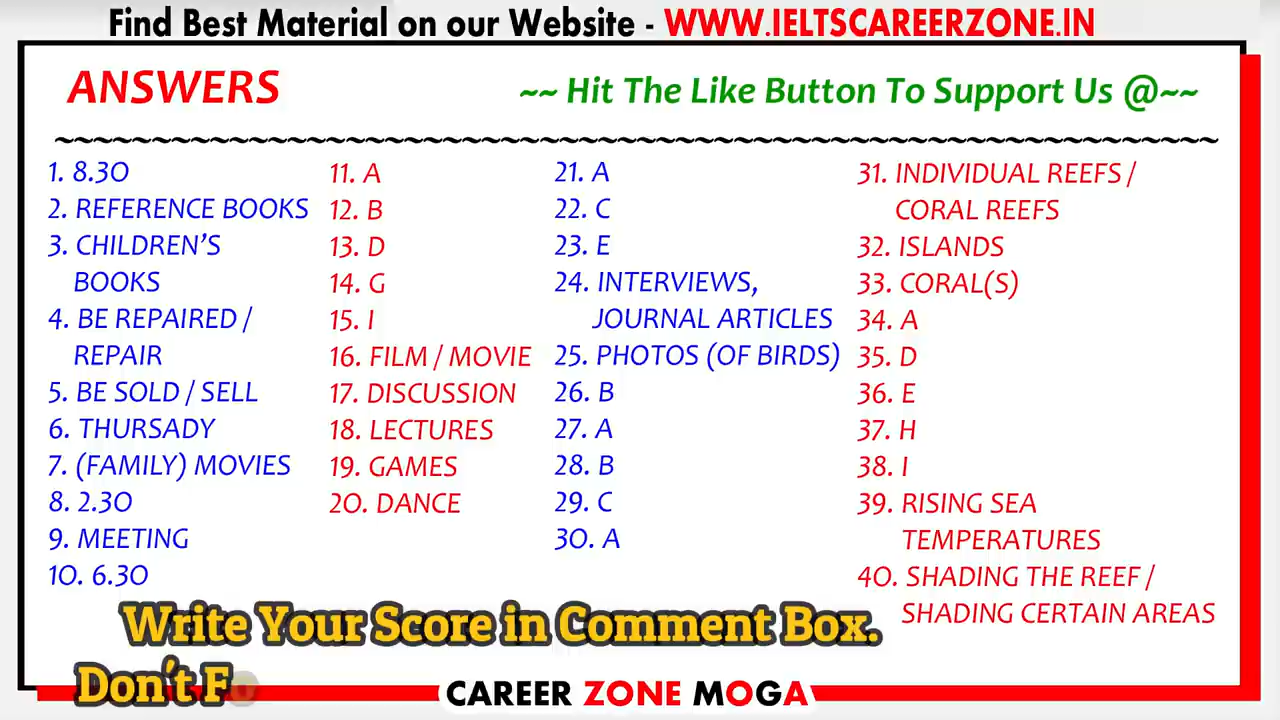 Find Best Material on our Website - WWW.IELTSCAREERZONE.IN
ANSWERS
~~ Hit The Like Button To Support Us @~~
~~~~~~~~~~~~~~~~~~~~~~~~~~~~~~~~~~~~~~~~~~~~~~~~~~~~~~~~~~~~
1. 8.30
2. REFERENCE BOOKS
3. CHILDREN'S
BOOKS
4. BE REPAIRED /
REPAIR
5. BE SOLD / SELL
6. THURSADY
7. (FAMILY) MOVIES
8. 2.30
9. MEETING
10. 6.30
11. A
12. B
13. D
14. G
15. I
16. FILM / MOVIE
17. DISCUSSION
18. LECTURES
19. GAMES
20. DANCE
21. A
22. C
23. E
24. INTERVIEWS,
JOURNAL ARTICLES
25. PHOTOS (OF BIRDS)
26. B
27. A
28. B
29. C
30. A
31. INDIVIDUAL REEFS /
CORAL REEFS
32. ISLANDS
33. CORAL(S)
34. A
35. D
36. E
37. H
38. I
39. RISING SEA
TEMPERATURES
40. SHADING THE REEF /
SHADING CERTAIN AREAS
Write Your Score in Comment Box.
Don't Fo
CAREER ZONE MOGA